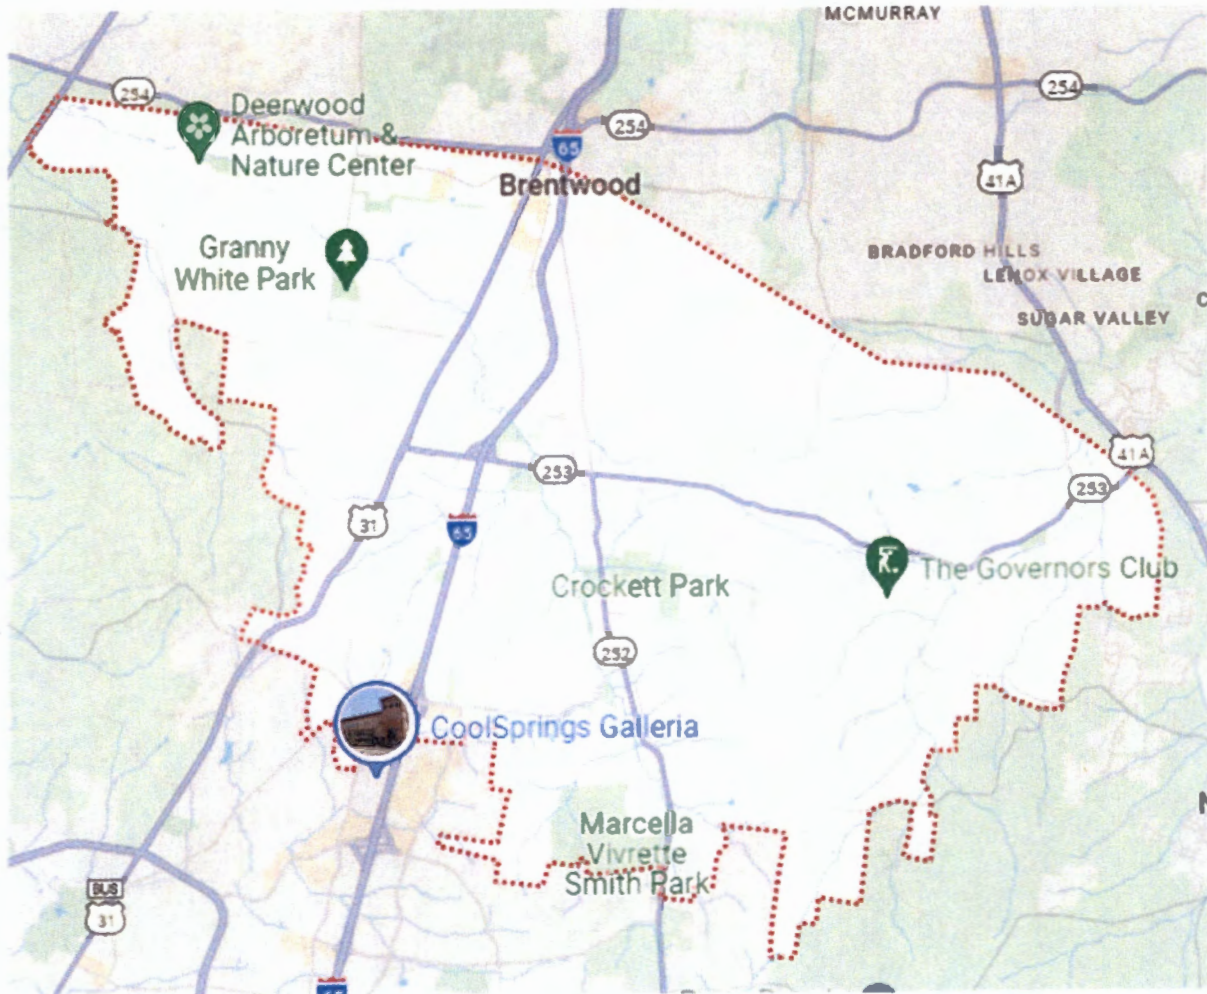 MCMURRAY
254
Deerwood
Arboretum &
Nature Center
254
254
65
Brentwood
41A
Granny
White Park
BRADFORD HILLS
LENOX VILLAGE
SUGAR VALLEY
41A
253
253
31
65
The Governors Club
Crockett Park
252
CoolSprings Galleria
Marcella
Vivrette
Smith Park
BUS
31
65